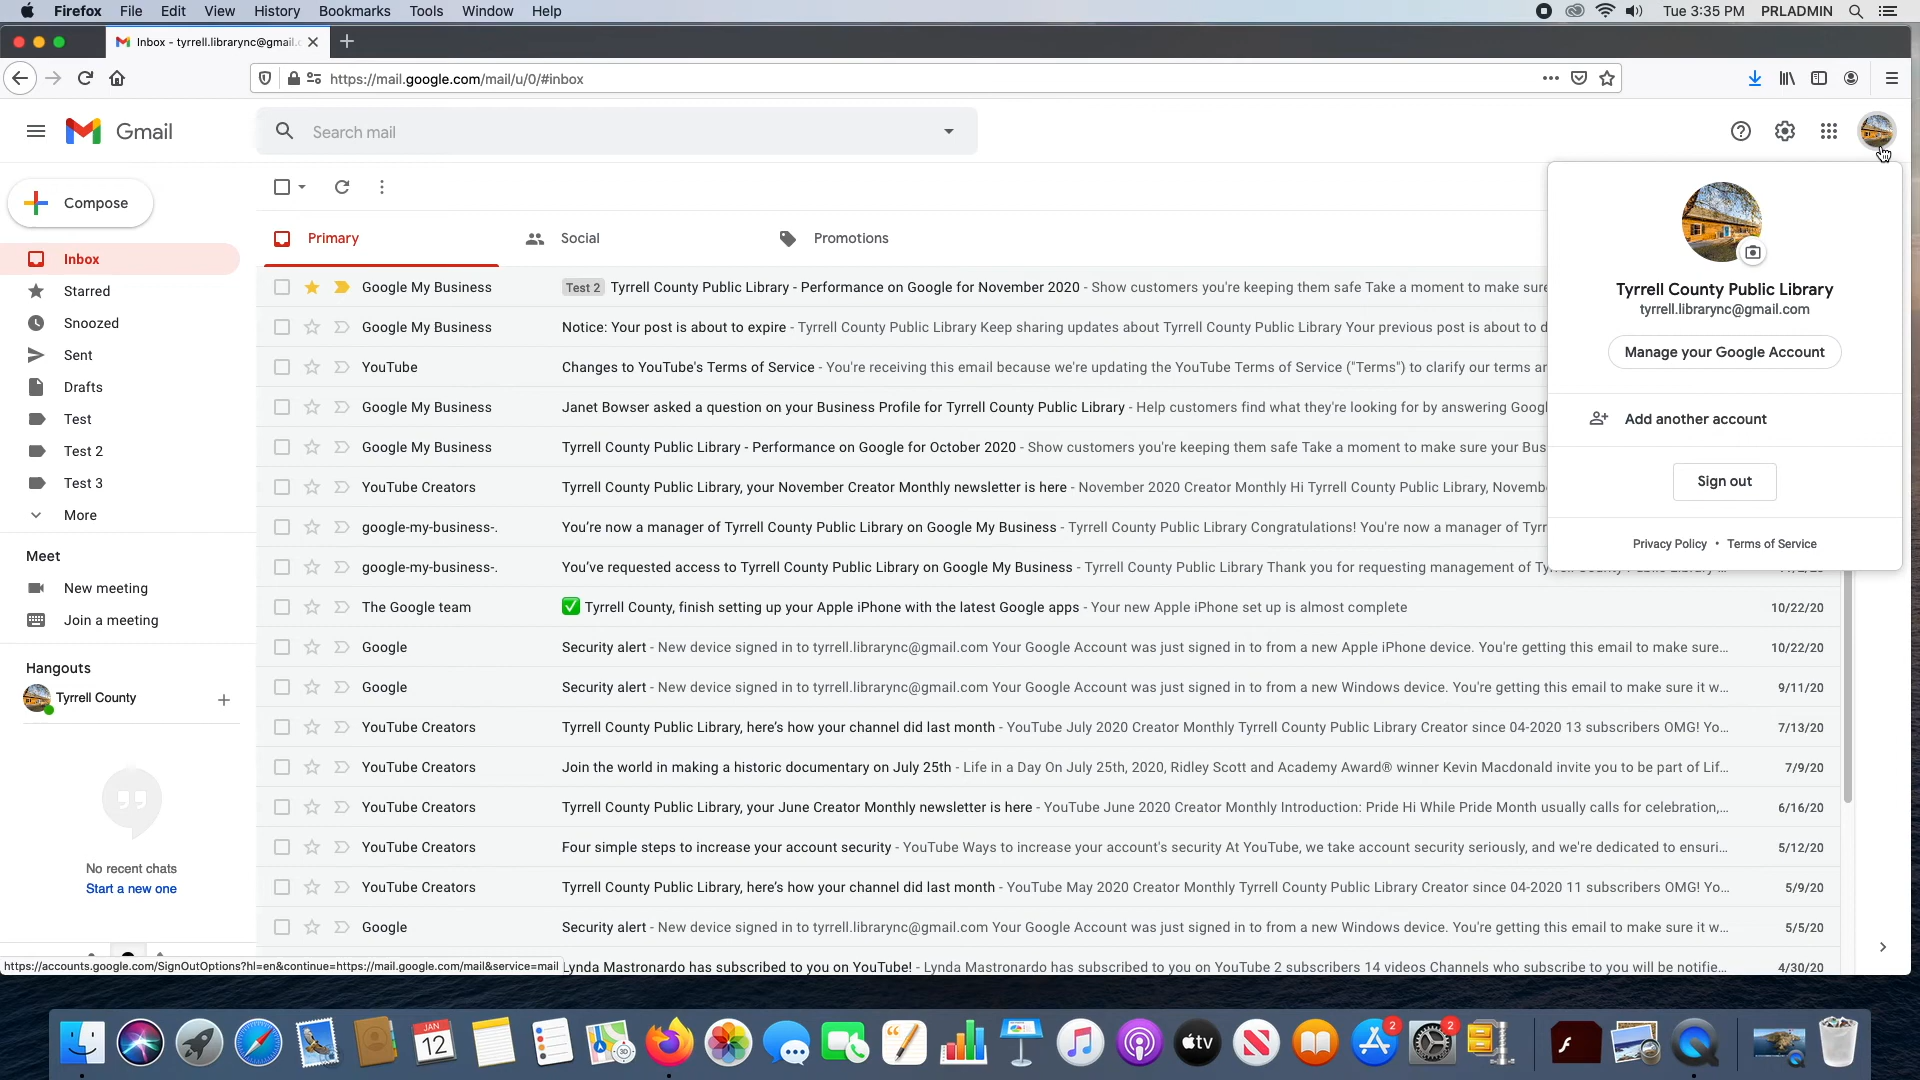 Firefox File Edit View History Bookmarks Tools Window Help Tue 3:35 PM PRLADMIN
Inbox - tyrrell.librarync@gmail.
https://mail.google.com/mail/u/0/#inbox
Gmail
Search mail
Compose
Inbox
Starred
Snoozed
Sent
Drafts
Test
Test 2
Test 3
More
Meet
New meeting
Join a meeting
Hangouts
Tyrrell County
No recent chats
Start a new one
Primary Social Promotions
Google My Business Test 2 Tyrrell County Public Library - Performance on Google for November 2020 - Show customers you're keeping them safe Take a moment to make sure
Google My Business Notice: Your post is about to expire - Tyrrell County Public Library Keep sharing updates about Tyrrell County Public Library Your previous post is about to
YouTube Changes to YouTube's Terms of Service - You're receiving this email because we're updating the YouTube Terms of Service ("Terms") to clarify our terms
Google My Business Janet Bowser asked a question on your Business Profile for Tyrrell County Public Library - Help customers find what they're looking for by answering
Google My Business Tyrrell County Public Library - Performance on Google for October 2020 - Show customers you're keeping them safe Take a moment to make sure your
YouTube Creators Tyrrell County Public Library, your November Creator Monthly newsletter is here - November 2020 Creator Monthly Hi Tyrrell County Public Library,
google-my-business-. You're now a manager of Tyrrell County Public Library on Google My Business - Tyrrell County Public Library Congratulations! You're now a manager of
google-my-business-. You've requested access to Tyrrell County Public Library on Google My Business - Tyrrell County Public Library Thank you for requesting management of
The Google team ✅ Tyrrell County, finish setting up your Apple iPhone with the latest Google apps - Your new Apple iPhone set up is almost complete 10/22/20
Google Security alert - New device signed in to tyrrell.librarync@gmail.com Your Google Account was just signed in to from a new Apple iPhone device. You're getting this email to make sure... 10/22/20
Google Security alert - New device signed in to tyrrell.librarync@gmail.com Your Google Account was just signed in to from a new Windows device. You're getting this email to make sure it w... 9/11/20
YouTube Creators Tyrrell County Public Library, here's how your channel did last month - YouTube July 2020 Creator Monthly Tyrrell County Public Library Creator since 04-2020 13 subscribers OMG! Yo... 7/13/20
YouTube Creators Join the world in making a historic documentary on July 25th - Life in a Day On July 25th, 2020, Ridley Scott and Academy Award® winner Kevin Macdonald invite you to be part of Lif... 7/9/20
YouTube Creators Tyrrell County Public Library, your June Creator Monthly newsletter is here - YouTube June 2020 Creator Monthly Introduction: Pride Hi While Pride Month usually calls for celebration,... 6/16/20
YouTube Creators Four simple steps to increase your account security - YouTube Ways to increase your account's security At YouTube, we take account security seriously, and we're dedicated to ensuri... 5/12/20
YouTube Creators Tyrrell County Public Library, here's how your channel did last month - YouTube May 2020 Creator Monthly Tyrrell County Public Library Creator since 04-2020 11 subscribers OMG! Yo... 5/9/20
Google Security alert - New device signed in to tyrrell.librarync@gmail.com Your Google Account was just signed in to from a new Windows device. You're getting this email to make sure it w... 5/5/20
Lynda Mastronardo has subscribed to you on YouTube! - Lynda Mastronardo has subscribed to you on YouTube 2 subscribers 14 videos Channels who subscribe to you will be notifie... 4/30/20
Tyrrell County Public Library
tyrrell.librarync@gmail.com
Manage your Google Account
Add another account
Sign out
Privacy Policy • Terms of Service
https://accounts.google.com/SignOutOptions?hl=en&continue=https://mail.google.com/mail&service=mail
JAN
12
3D
tv
2
2